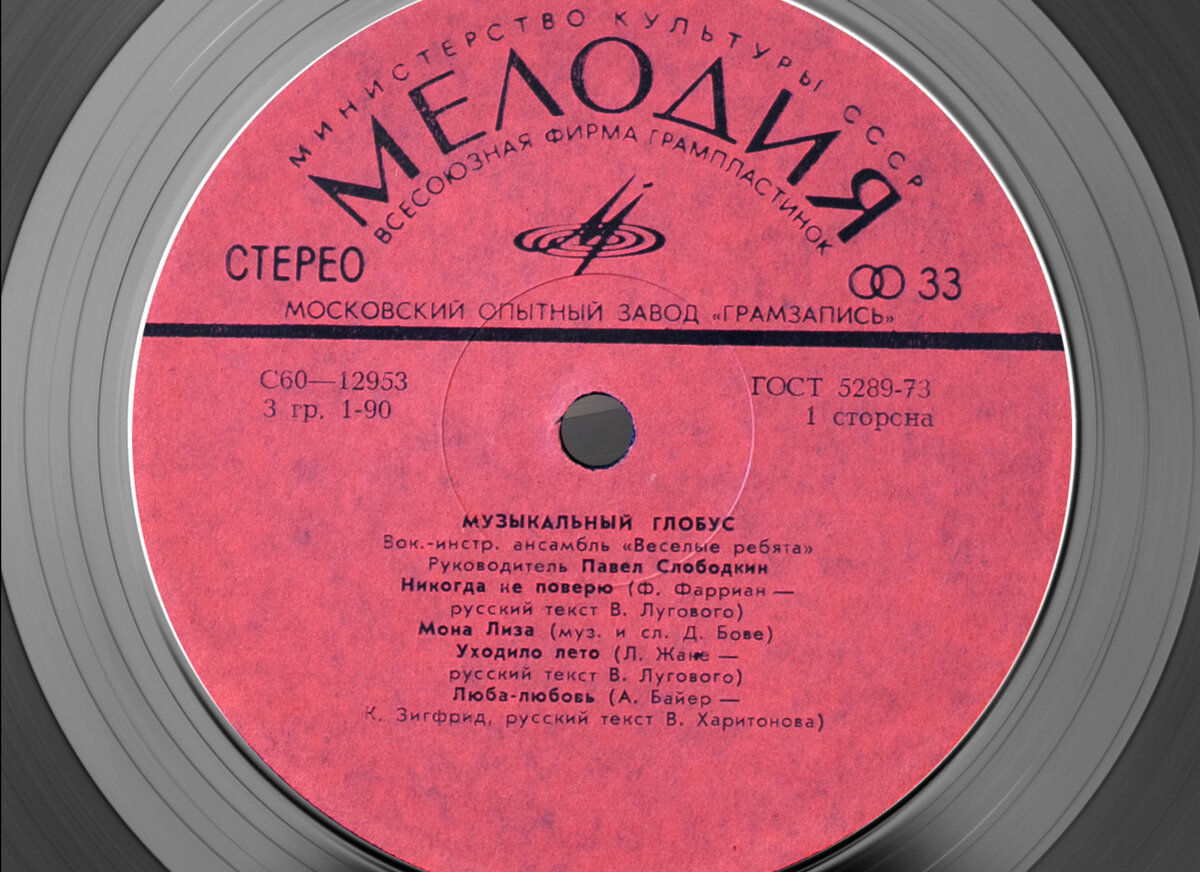 МИНИСТЕРСТВО КУЛЬТУРЫ СССР
МЕЛОДИЯ
ВСЕСОЮЗНАЯ ФИРМА ГРАМПЛАСТИНОК
СТЕРЕО
33
МОСКОВСКИЙ ОПЫТНЫЙ ЗАВОД «ГРАМЗАПИСЬ»
С60—12953
ГОСТ 5289-73
3 гр. 1-90
1 сторсна
МУЗЫКАЛЬНЫЙ ГЛОБУС
Вок.-инстр. ансамбль «Веселые ребята»
Руководитель Павел Слободкин
Никогда не поверю (Ф. Фарриан —
русский текст В. Лугового)
Мона Лиза (муз. и сл. Д. Бове)
Уходило лето (Л. Жане —
русский текст В. Лугового)
Люба-любовь (А. Байер —
К. Зигфрид, русский текст В. Харитонова)